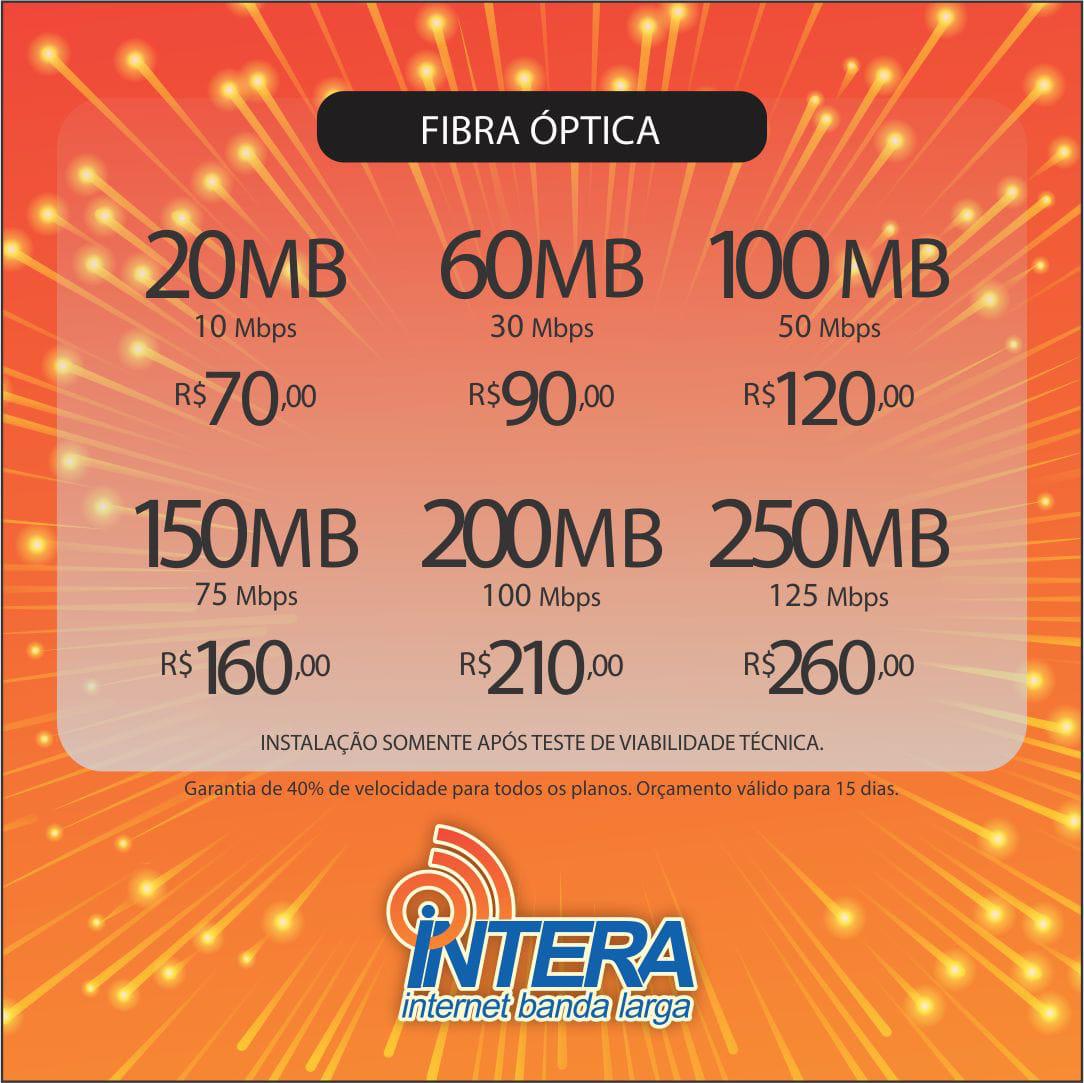 FIBRA ÓPTICA
20MB 60MB 100 MB
10 Mbps 30 Mbps 50 Mbps
R$70,00 R$90,00 R$120,00
150MB 200MB 250MB
75 Mbps 100 Mbps 125 Mbps
R$160,00 R$210,00 R$260,00
INSTALAÇÃO SOMENTE APÓS TESTE DE VIABILIDADE TÉCNICA.
Garantia de 40% de velocidade para todos os planos. Orçamento válido para 15 dias.
iNTERA
internet banda larga